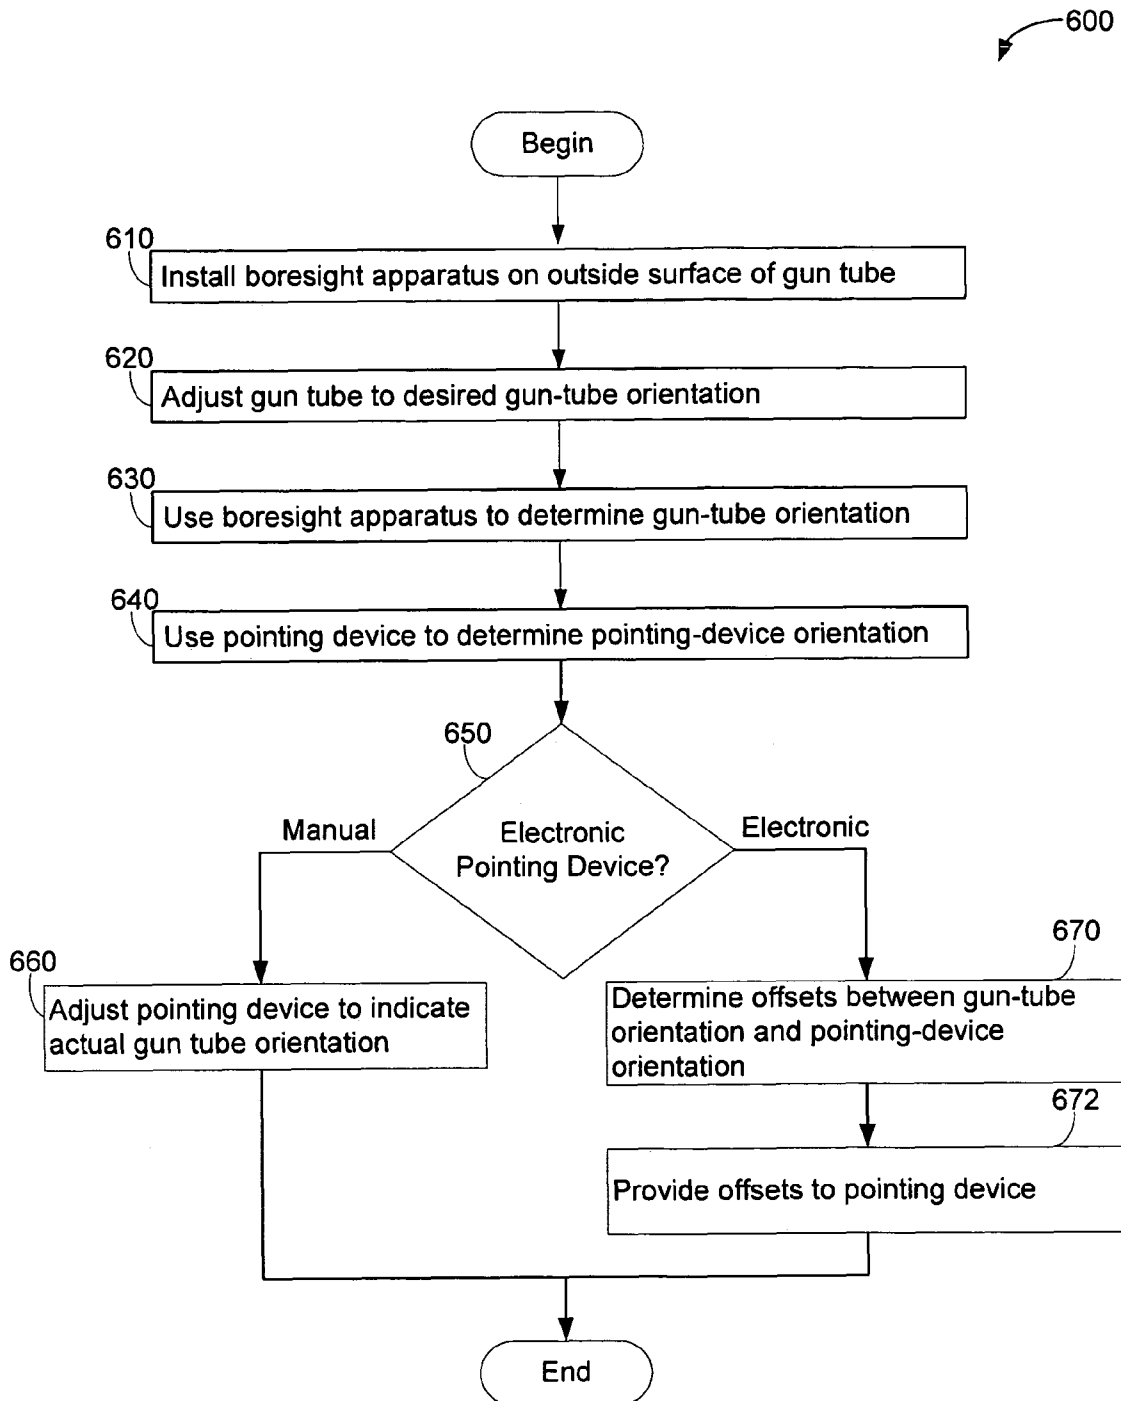 600
Begin
610
Install boresight apparatus on outside surface of gun tube
620
Adjust gun tube to desired gun-tube orientation
630
Use boresight apparatus to determine gun-tube orientation
640
Use pointing device to determine pointing-device orientation
650
Manual
Electronic
Pointing Device?
Electronic
660
Adjust pointing device to indicate
actual gun tube orientation
670
Determine offsets between gun-tube
orientation and pointing-device
orientation
672
Provide offsets to pointing device
End